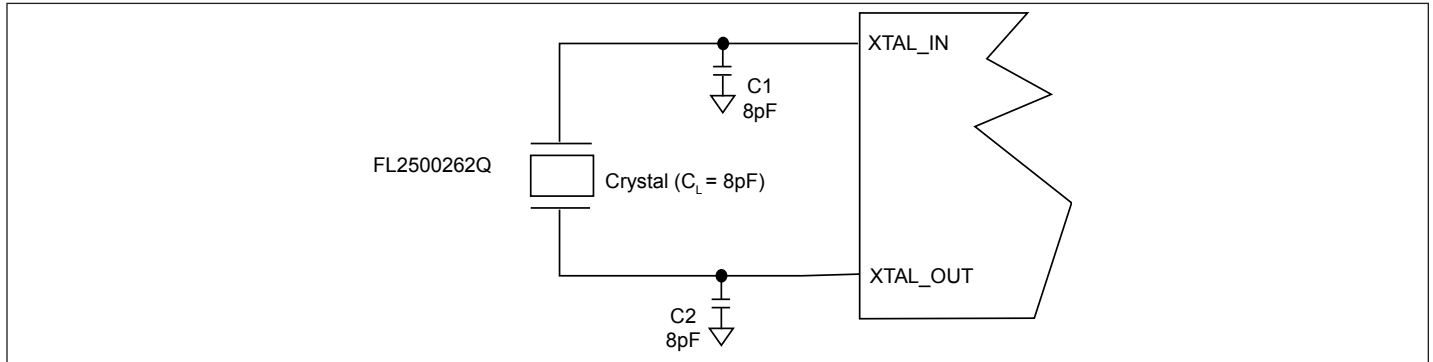 XTAL_IN
C1
8pF
FL2500262Q
Crystal (CL = 8pF)
XTAL_OUT
C2
8pF